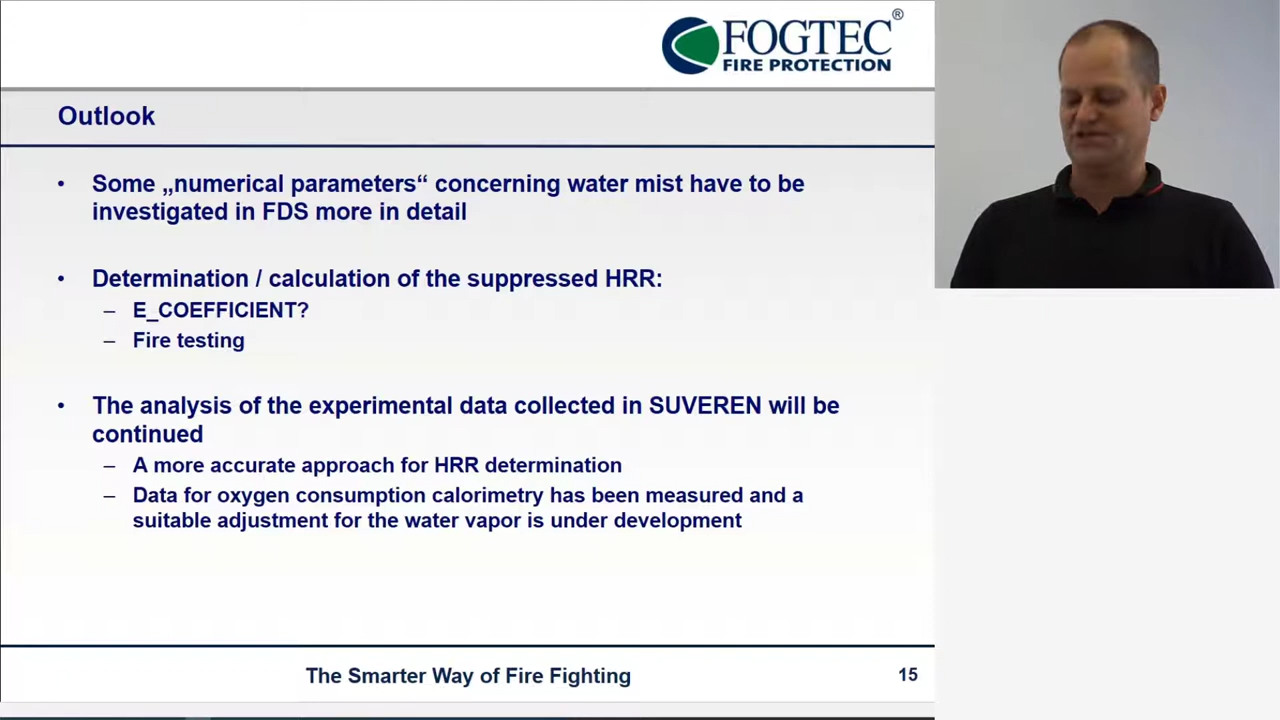 FOGTEC®
FIRE PROTECTION
Outlook
• Some „numerical parameters“ concerning water mist have to be
investigated in FDS more in detail
• Determination / calculation of the suppressed HRR:
– E_COEFFICIENT?
– Fire testing
• The analysis of the experimental data collected in SUVEREN will be
continued
– A more accurate approach for HRR determination
– Data for oxygen consumption calorimetry has been measured and a
suitable adjustment for the water vapor is under development
The Smarter Way of Fire Fighting
15